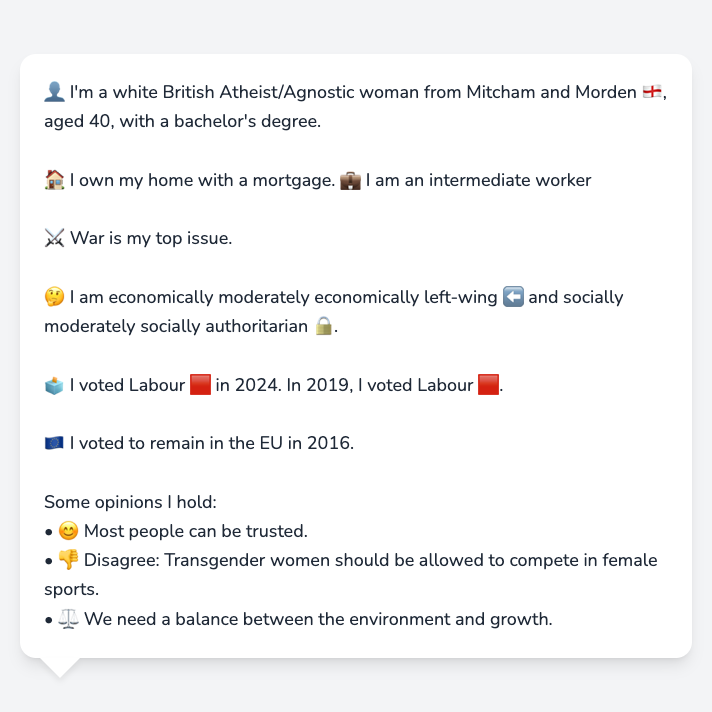 👤 I'm a white British Atheist/Agnostic woman from Mitcham and Morden 🏴󠁧󠁢󠁥󠁮󠁧󠁿,
aged 40, with a bachelor's degree.
🏠 I own my home with a mortgage. 💼 I am an intermediate worker
⚔️ War is my top issue.
🤔 I am economically moderately economically left-wing ⬅️ and socially
moderately socially authoritarian 🔒.
🗳️ I voted Labour 🟥 in 2024. In 2019, I voted Labour 🟥.
🇪🇺 I voted to remain in the EU in 2016.
Some opinions I hold:
• 😊 Most people can be trusted.
• 👎 Disagree: Transgender women should be allowed to compete in female
sports.
• ⚖️ We need a balance between the environment and growth.